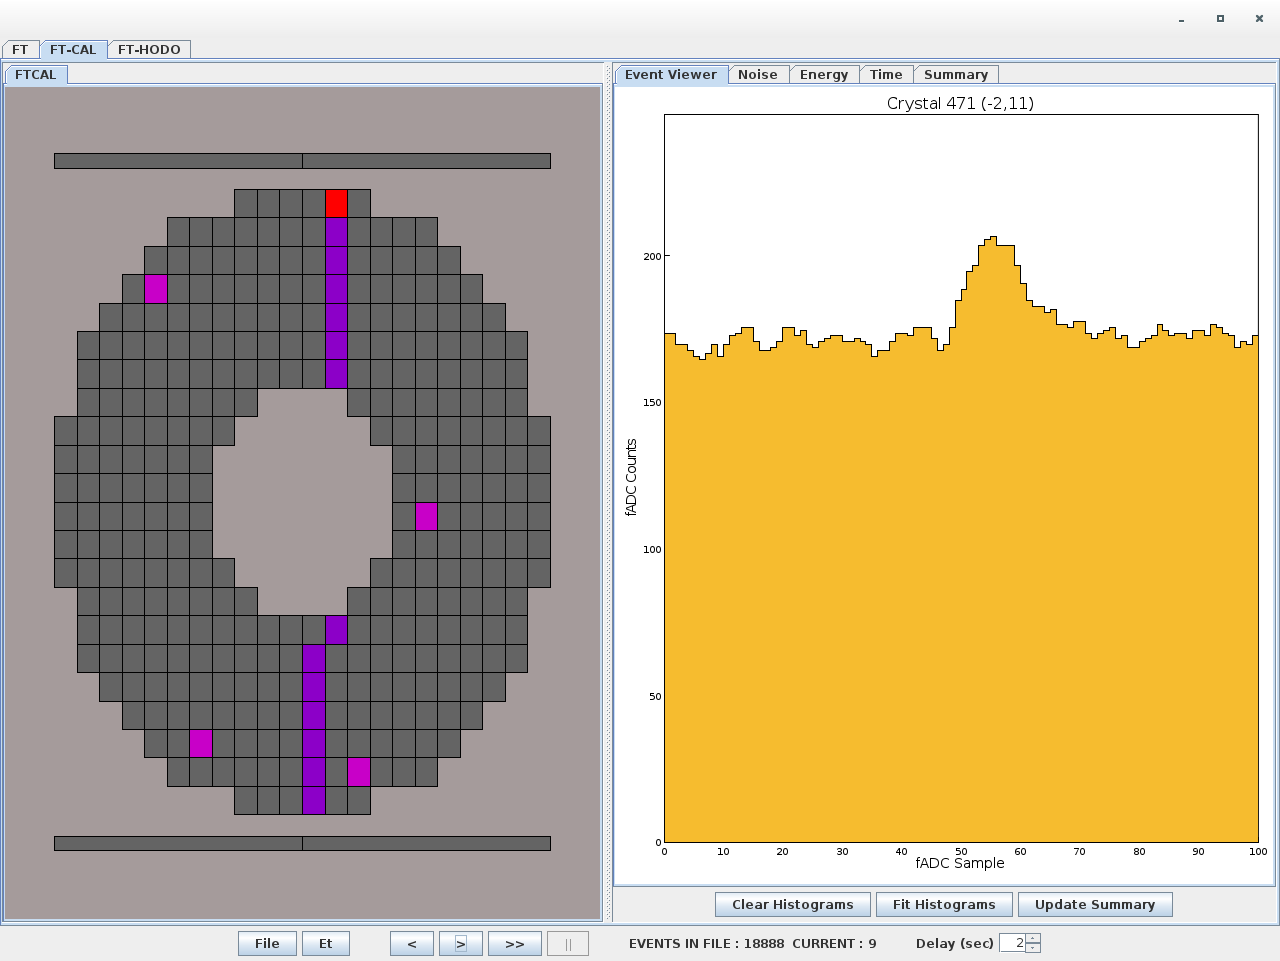 FT FT-CAL FT-HODO
FTCAL
Event Viewer Noise Energy Time Summary
Crystal 471 (-2,11)
200
150
100
50
0
fADC Counts
0 10 20 30 40 50 60 70 80 90 100
fADC Sample
Clear Histograms Fit Histograms Update Summary
File Et < > >> || EVENTS IN FILE : 18888 CURRENT : 9 Delay (sec) 2